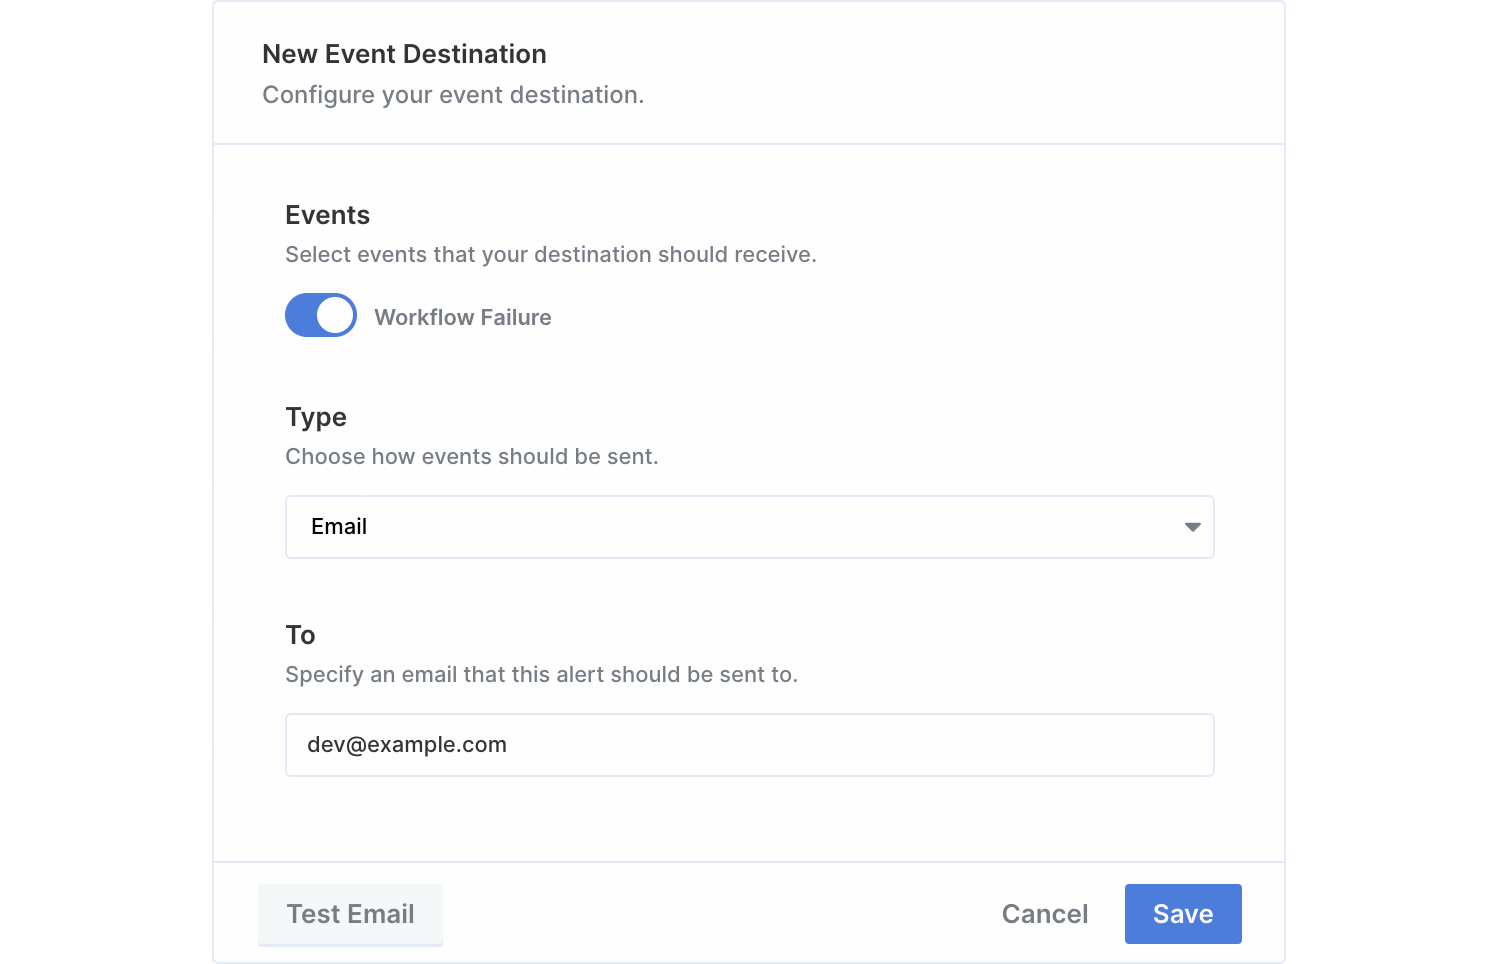 New Event Destination
Configure your event destination.
Events
Select events that your destination should receive.
Workflow Failure
Type
Choose how events should be sent.
Email
To
Specify an email that this alert should be sent to.
dev@example.com
Test Email
Cancel
Save